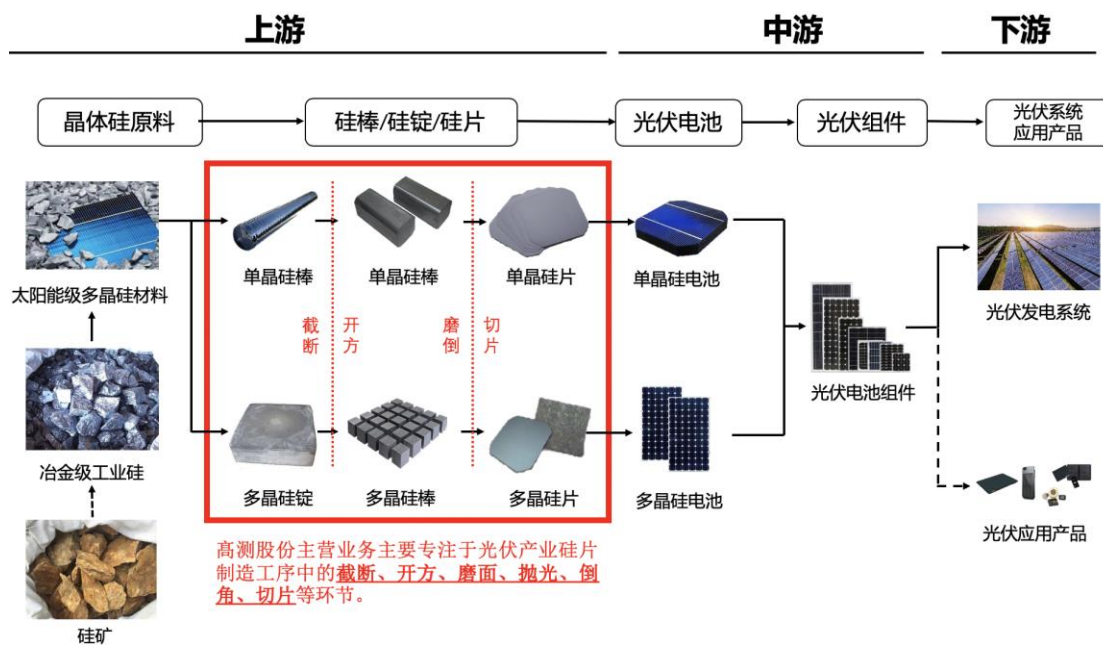 上游
中游
下游
晶体硅原料
硅棒/硅锭/硅片
光伏电池
光伏组件
光伏系统
应用产品
太阳能级多晶硅材料
单晶硅棒
单晶硅棒
单晶硅片
单晶硅电池
光伏发电系统
截断
开方
磨倒
切片
冶金级工业硅
多晶硅锭
多晶硅棒
多晶硅片
多晶硅电池
光伏电池组件
光伏应用产品
硅矿
高测股份主营业务主要专注于光伏产业硅片
制造工序中的截断、开方、磨面、抛光、倒
角、切片等环节。